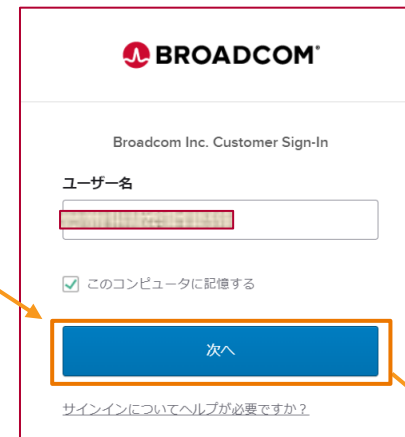 BROADCOM®
Broadcom Inc. Customer Sign-In
ユーザー名
このコンピュータに記憶する
次へ
サインインについてヘルプが必要ですか？